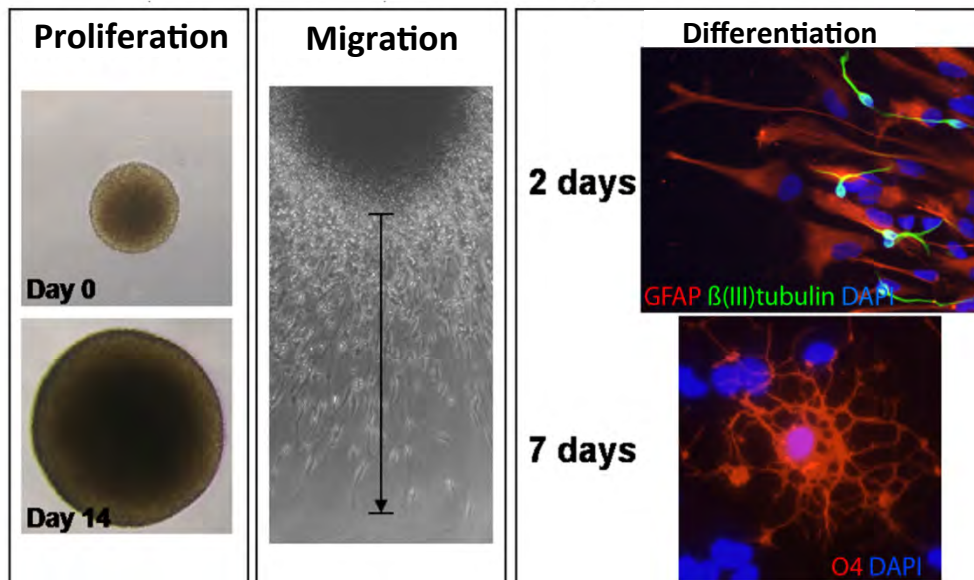 Proliferation
Day 0
Day 14
Migration
Differentiation
2 days
GFAP ß(III)tubulin DAPI
7 days
O4 DAPI